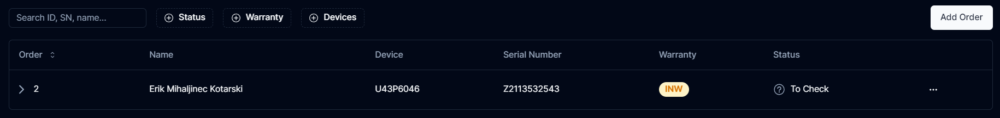 Search ID, SN, name... Status Warranty Devices Add Order
Order Name Device Serial Number Warranty Status
2 Erik Mihaljinec Kotarski U43P6046 Z2113532543 INW To Check ...